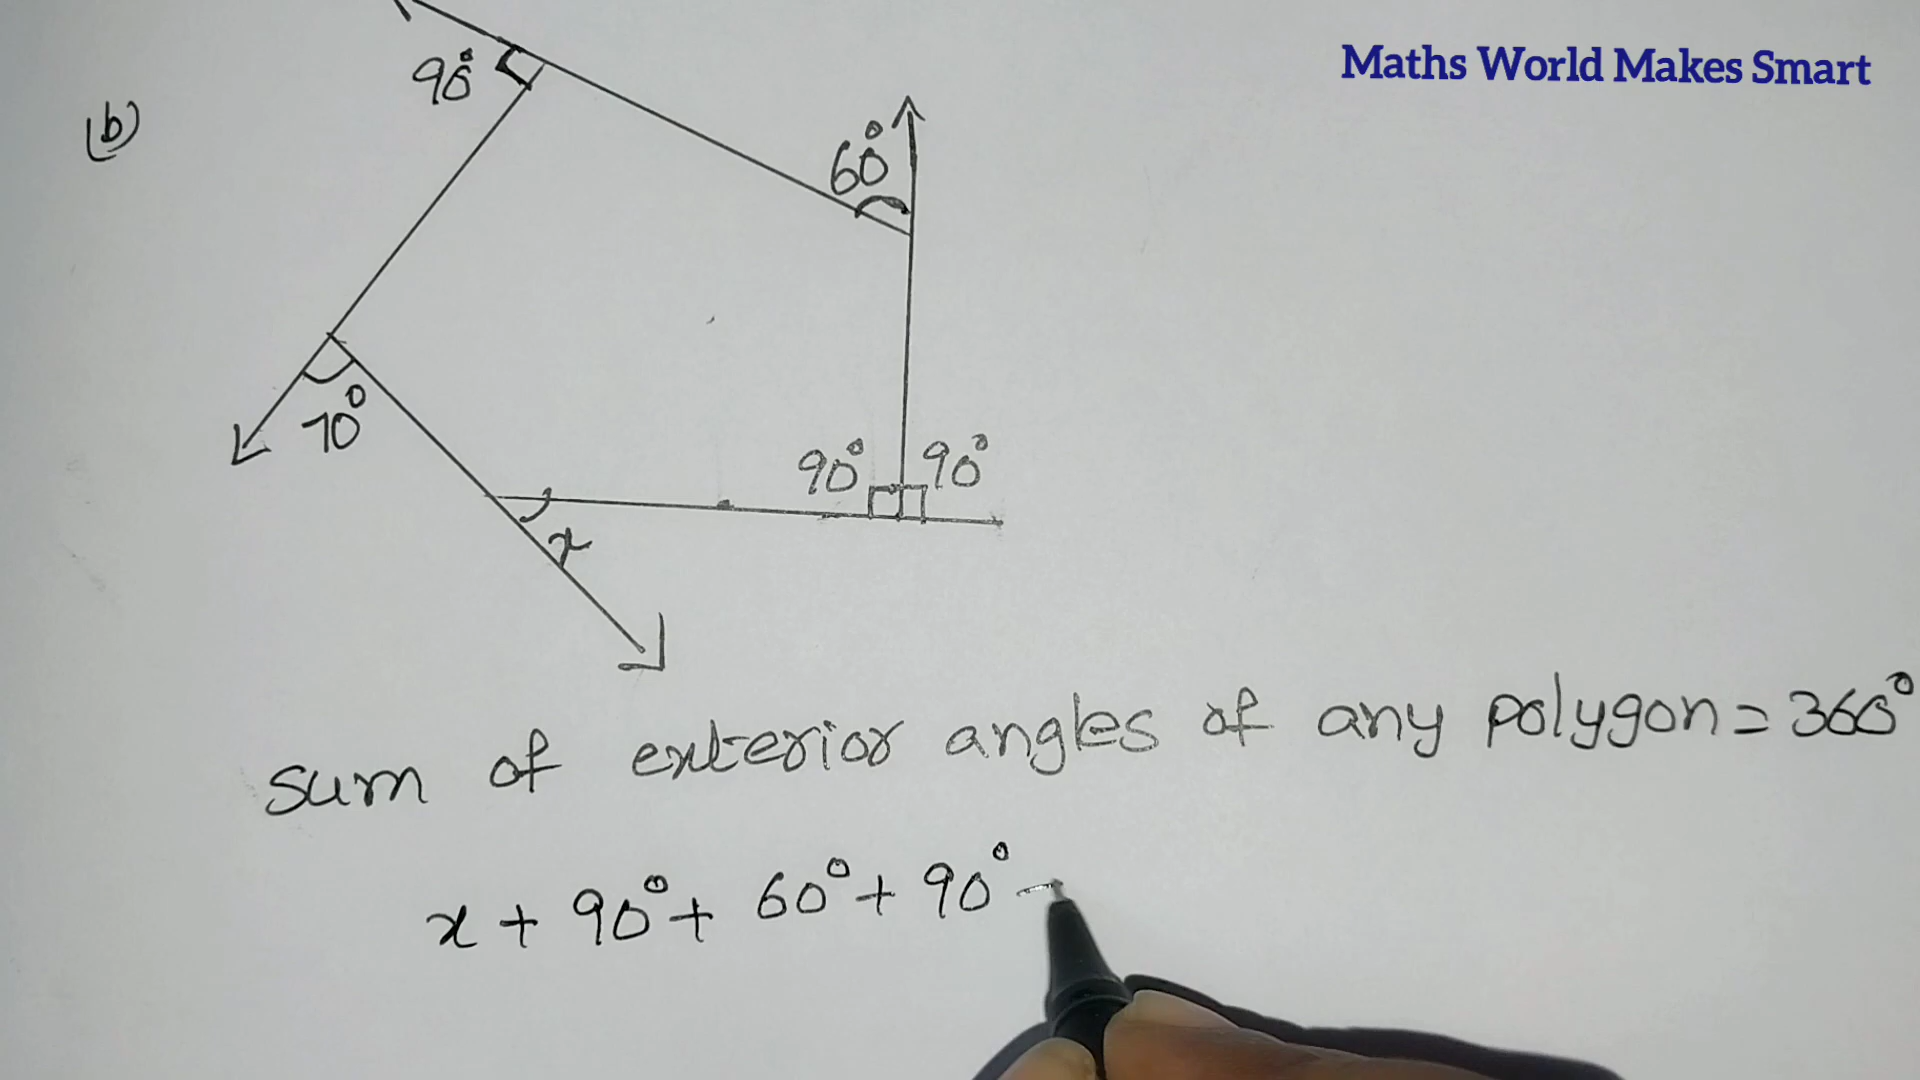 Maths World Makes Smart
(b)
90°
60°
70°
90° 90°
x
sum of exterior angles of any polygon = 360°
x + 90° + 60° + 90°